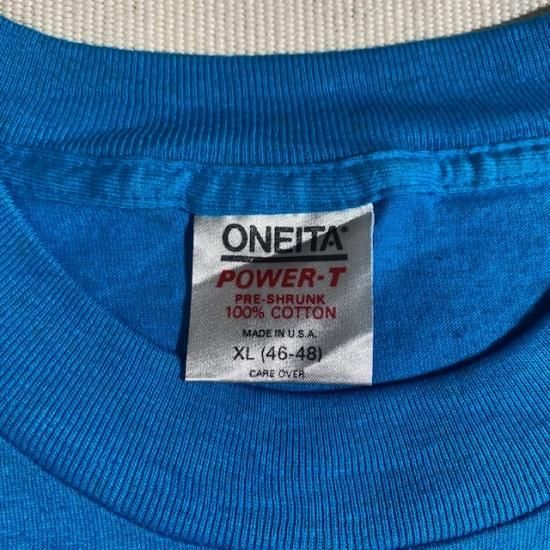 ONEITA®
POWER-T
PRE-SHRUNK
100% COTTON
MADE IN U.S.A.
XL (46-48)
CARE OVER